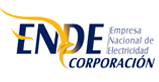 ENDE
Empresa
Nacional de
Electricidad
CORPORACIÓN